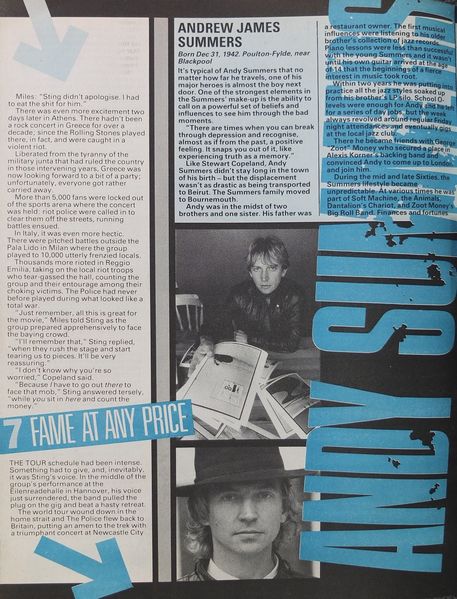 Miles: "Sting didn't apologise. I had
to eat the shit for him."
There was even more excitement two
days later in Athens. There hadn't been
a rock concert in Greece for over a
decade; since the Rolling Stones played
there, in fact, and were caught in a
violent riot.
Liberated from the tyranny of the
military junta that had ruled the country
in those intervening years, Greece was
now looking forward to a bit of a party;
unfortunately, everyone got rather
carried away.
More than 5,000 fans were locked out
of the sports arena where the concert
was held: riot police were called in to
clear them off the streets, running
battles ensued.
In Italy, it was even more hectic.
There were pitched battles outside the
Pala Lido in Milan where the group
played to 10,000 utterly frenzied locals.
Thousands more rioted in Reggio
Emilia, taking on the local riot troops
who tear-gassed the hall, counting the
group and their entourage among their
choking victims. The Police had never
before played during what looked like a
total war.
"Just remember, all this is great for
the movie," Miles told Sting as the
group prepared apprehensively to face
the baying crowd.
"I'll remember that," Sting replied,
"when they rush the stage and start
tearing us to pieces. It'll be very
reassuring."
"I don't know why you're so
worried," Copeland said.
"Because I have to go out there to
face that mob," Sting answered tersely,
"while you sit in here and count the
money."
7 FAME AT ANY PRICE
THE TOUR schedule had been intense.
Something had to give, and, inevitably,
it was Sting's voice. In the middle of the
group's performance at the
Eilenreadehalle in Hannover, his voice
just surrendered, the band pulled the
plug on the gig and beat a hasty retreat.
The world tour wound down in the
home strait and The Police flew back to
Britain, putting an amen to the trek with
a triumphant concert at Newcastle City
ANDREW JAMES
SUMMERS
Born Dec 31, 1942. Poulton-Fylde, near
Blackpool
It's typical of Andy Summers that no
matter how far he travels, one of his
major heroes is almost the boy next
door. One of the strongest elements in
the Summers' make-up is the ability to
call on a powerful set of beliefs and
influences to see him through the bad
moments.
"There are times when you can break
through depression and recognise,
almost as if from the past, a positive
feeling. It snaps you out of it, like
experiencing truth as a memory."
Like Stewart Copeland, Andy
Summers didn't stay long in the town
of his birth – but the displacement
wasn't as drastic as being transported
to Beirut. The Summers family moved
to Bournemouth.
Andy was in the midst of two
brothers and one sister. His father was
a restaurant owner. The first musical
influences were listening to his older
brother's collection of jazz records.
Piano lessons were less than successful
with the young Summers and it wasn't
until his own guitar arrived at the age
of 14 that the beginnings of a fierce
interest in music took root.
Within two years he was putting into
practice all the jazz styles soaked up
from his brother's LP's. School O-
levels were enough for Andy and he set
for a series of day jobs, but the week
always revolved around regular Friday
night attendances and eventually gigs
at the local jazz club.
There he became friends with George
"Zoot" Money who secured a place in
Alexis Korner's backing band and
convinced Andy to come up to London
and join him.
During the mid and late Sixties, the
Summers lifestyle became
unpredictable. At various times he was
part of Soft Machine, the Animals,
Dantalion's Chariot, and Zoot Money's
Big Roll Band. Finances and fortunes
ANDY SUMMERS